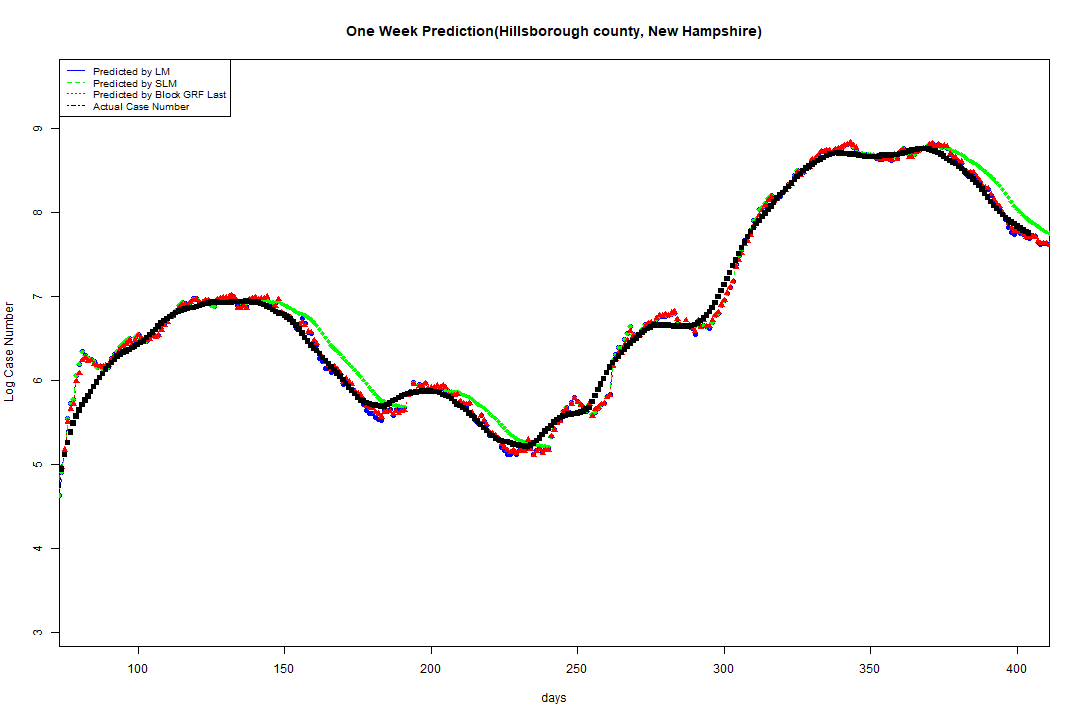 One Week Prediction(Hillsborough county, New Hampshire)
Predicted by LM
Predicted by SLM
Predicted by Block GRF Last
Actual Case Number
Log Case Number
9
8
7
6
5
4
3
100 150 200 250 300 350 400
days